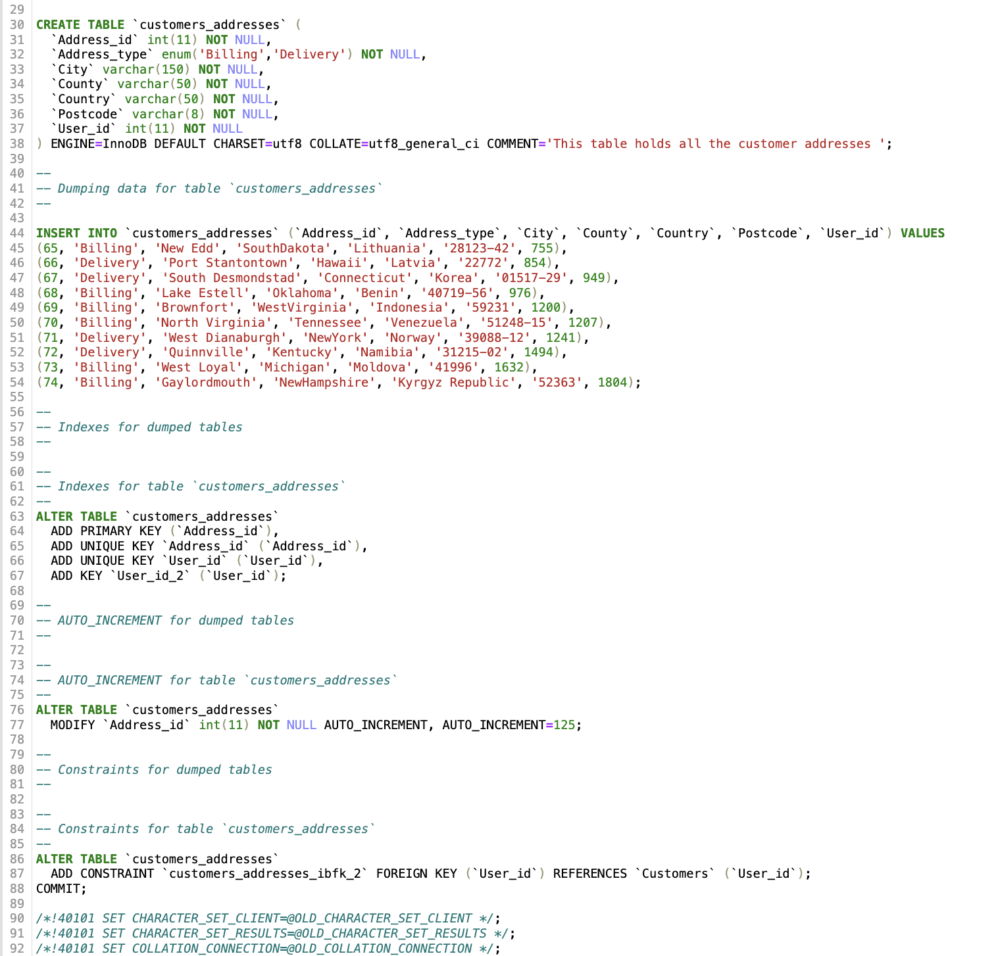 29
30 CREATE TABLE `customers_addresses` (
31   `Address_id` int(11) NOT NULL,
32   `Address_type` enum('Billing','Delivery') NOT NULL,
33   `City` varchar(150) NOT NULL,
34   `County` varchar(50) NOT NULL,
35   `Country` varchar(50) NOT NULL,
36   `Postcode` varchar(8) NOT NULL,
37   `User_id` int(11) NOT NULL
38 ) ENGINE=InnoDB DEFAULT CHARSET=utf8 COLLATE=utf8_general_ci COMMENT='This table holds all the customer addresses ';
39
40 --
41 -- Dumping data for table `customers_addresses`
42 --
43
44 INSERT INTO `customers_addresses` (`Address_id`, `Address_type`, `City`, `County`, `Country`, `Postcode`, `User_id`) VALUES
45 (65, 'Billing', 'New Edd', 'SouthDakota', 'Lithuania', '28123-42', 755),
46 (66, 'Delivery', 'Port Stantontown', 'Hawaii', 'Latvia', '22772', 854),
47 (67, 'Delivery', 'South Desmondstad', 'Connecticut', 'Korea', '01517-29', 949),
48 (68, 'Billing', 'Lake Estell', 'Oklahoma', 'Benin', '40719-56', 976),
49 (69, 'Billing', 'Brownfort', 'WestVirginia', 'Indonesia', '59231', 1200),
50 (70, 'Billing', 'North Virginia', 'Tennessee', 'Venezuela', '51248-15', 1207),
51 (71, 'Delivery', 'West Dianaburgh', 'NewYork', 'Norway', '39088-12', 1241),
52 (72, 'Delivery', 'Quinnville', 'Kentucky', 'Namibia', '31215-02', 1494),
53 (73, 'Billing', 'West Loyal', 'Michigan', 'Moldova', '41996', 1632),
54 (74, 'Billing', 'Gaylordmouth', 'NewHampshire', 'Kyrgyz Republic', '52363', 1804);
55
56 --
57 -- Indexes for dumped tables
58 --
59
60 --
61 -- Indexes for table `customers_addresses`
62 --
63 ALTER TABLE `customers_addresses`
64   ADD PRIMARY KEY (`Address_id`),
65   ADD UNIQUE KEY `Address_id` (`Address_id`),
66   ADD UNIQUE KEY `User_id` (`User_id`),
67   ADD KEY `User_id_2` (`User_id`);
68
69 --
70 -- AUTO_INCREMENT for dumped tables
71 --
72
73 --
74 -- AUTO_INCREMENT for table `customers_addresses`
75 --
76 ALTER TABLE `customers_addresses`
77   MODIFY `Address_id` int(11) NOT NULL AUTO_INCREMENT, AUTO_INCREMENT=125;
78
79 --
80 -- Constraints for dumped tables
81 --
82
83 --
84 -- Constraints for table `customers_addresses`
85 --
86 ALTER TABLE `customers_addresses`
87   ADD CONSTRAINT `customers_addresses_ibfk_2` FOREIGN KEY (`User_id`) REFERENCES `Customers` (`User_id`);
88 COMMIT;
89
90 /*!40101 SET CHARACTER_SET_CLIENT=@OLD_CHARACTER_SET_CLIENT */;
91 /*!40101 SET CHARACTER_SET_RESULTS=@OLD_CHARACTER_SET_RESULTS */;
92 /*!40101 SET COLLATION_CONNECTION=@OLD_COLLATION_CONNECTION */;